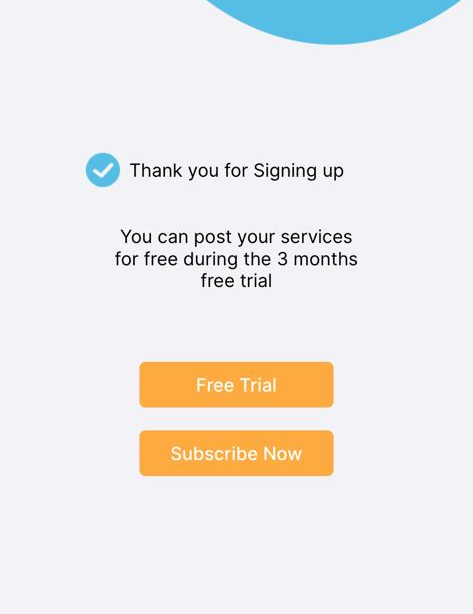 Thank you for Signing up
You can post your services
for free during the 3 months
free trial
Free Trial
Subscribe Now